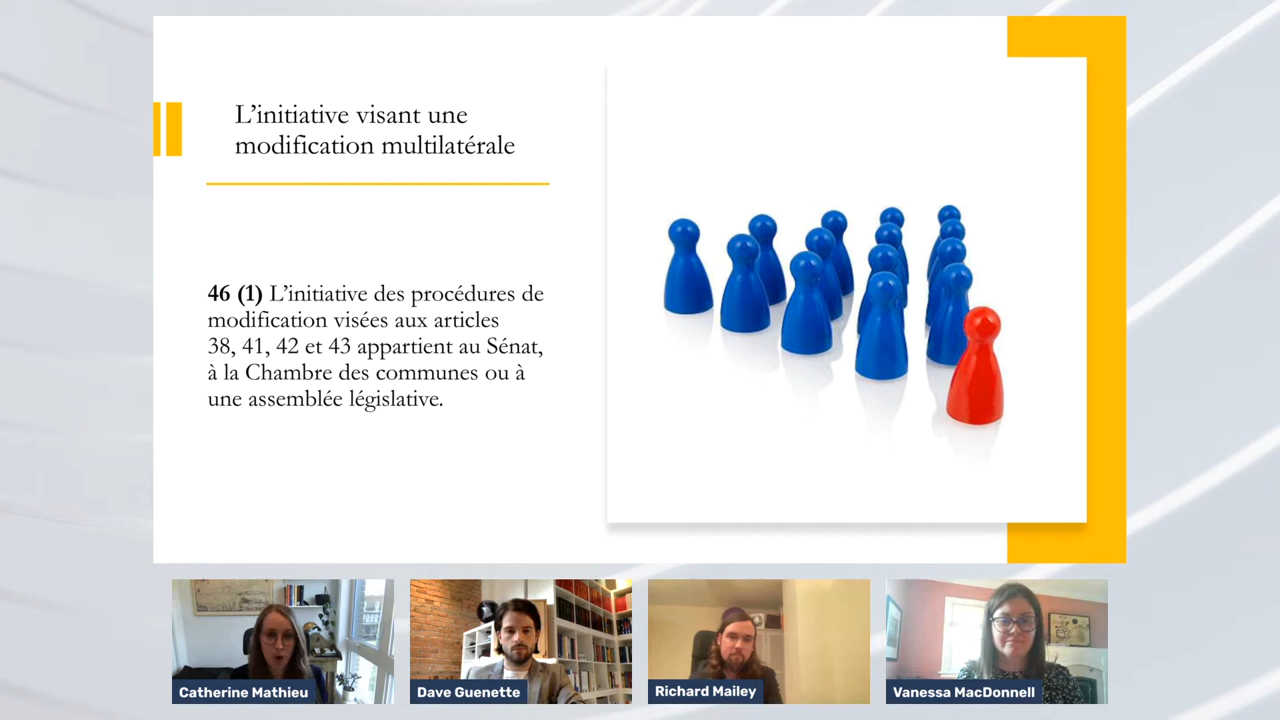 L’initiative visant une
modification multilatérale
46 (1) L’initiative des procédures de
modification visées aux articles
38, 41, 42 et 43 appartient au Sénat,
à la Chambre des communes ou à
une assemblée législative.
Catherine Mathieu
Dave Guenette
Richard Mailey
Vanessa MacDonnell